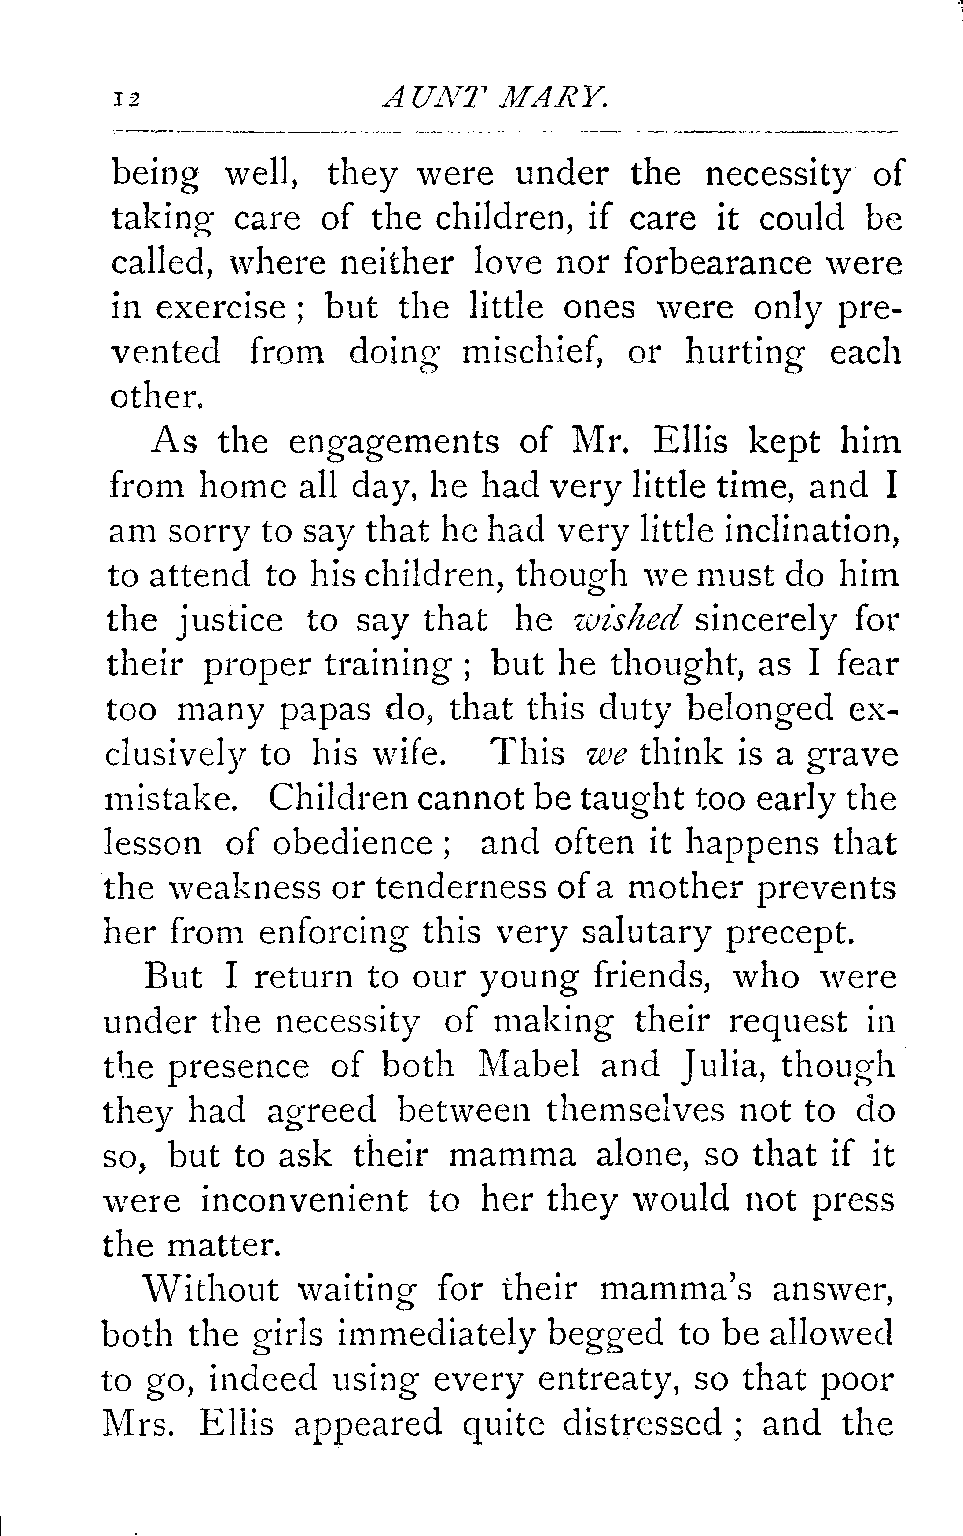 12 AUNT MARY.
being well, they were under the necessity of
taking care of the children, if care it could be
called, where neither love nor forbearance were
in exercise ; but the little ones were only pre-
vented from doing mischief, or hurting each
other.
As the engagements of Mr. Ellis kept him
from home all day, he had very little time, and I
am sorry to say that he had very little inclination,
to attend to his children, though we must do him
the justice to say that he wished sincerely for
their proper training ; but he thought, as I fear
too many papas do, that this duty belonged ex-
clusively to his wife. This we think is a grave
mistake. Children cannot be taught too early the
lesson of obedience ; and often it happens that
the weakness or tenderness of a mother prevents
her from enforcing this very salutary precept.
But I return to our young friends, who were
under the necessity of making their request in
the presence of both Mabel and Julia, though
they had agreed between themselves not to do
so, but to ask their mamma alone, so that if it
were inconvenient to her they would not press
the matter.
Without waiting for their mamma's answer,
both the girls immediately begged to be allowed
to go, indeed using every entreaty, so that poor
Mrs. Ellis appeared quite distressed ; and the